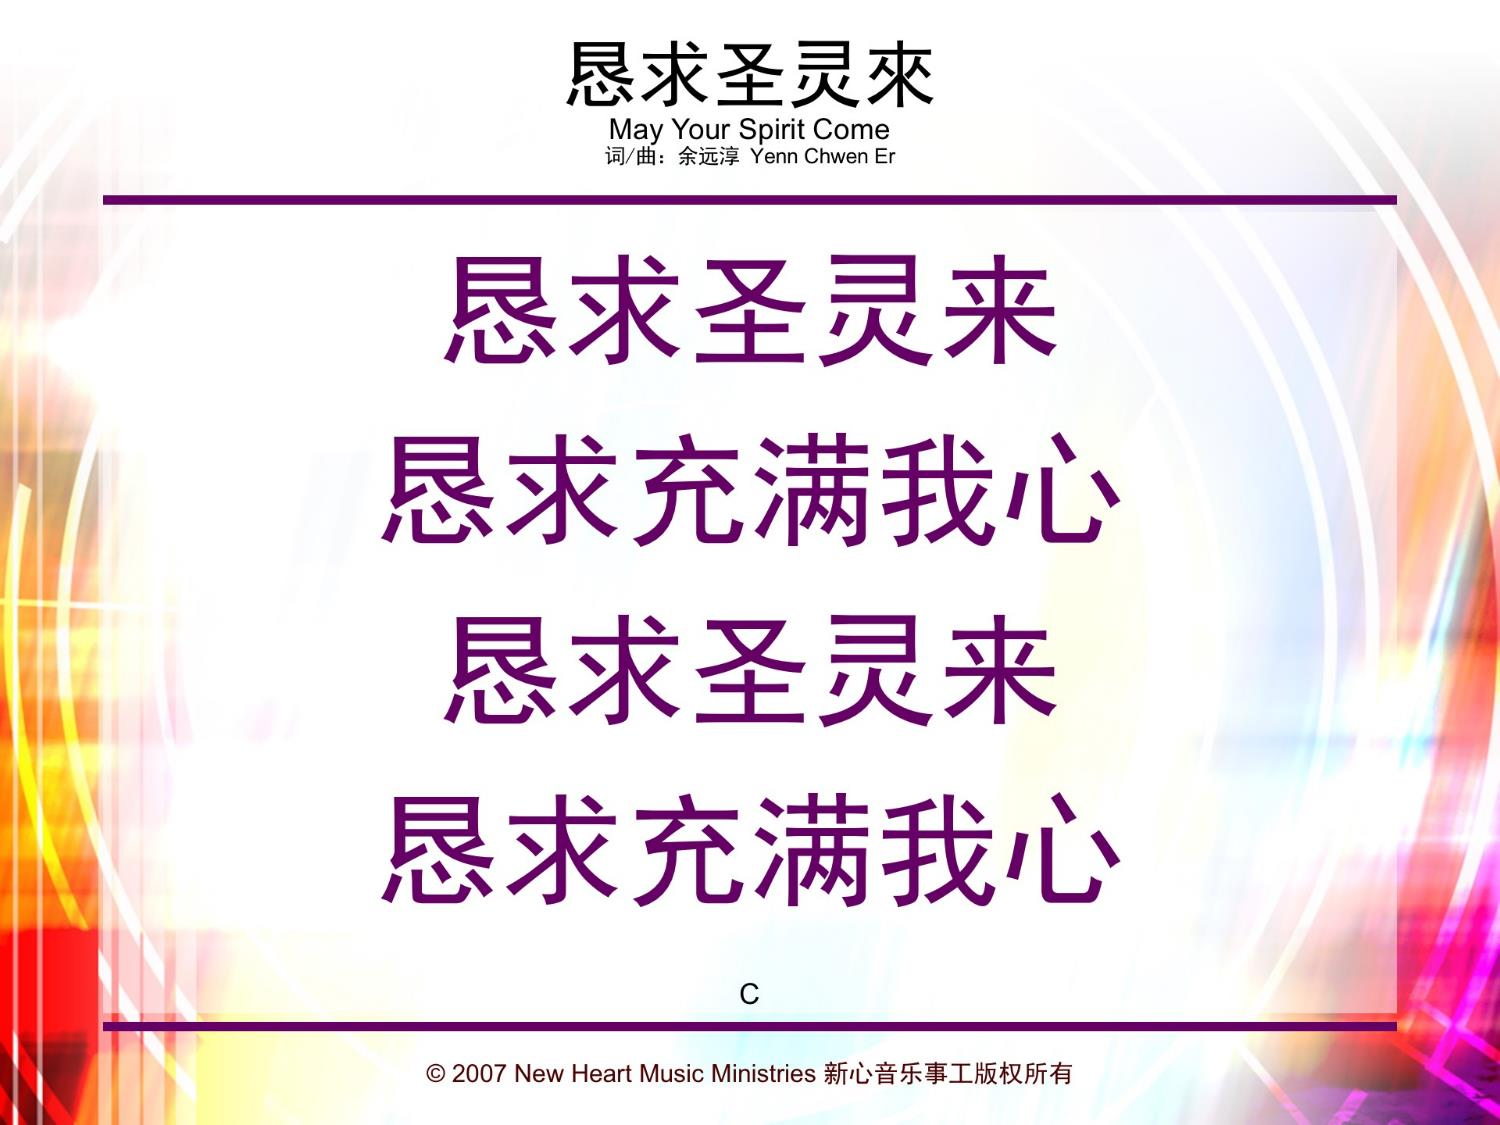 恳求圣灵來
May Your Spirit Come
词/曲：余远淳 Yenn Chwen Er
恳求圣灵来
恳求充满我心
恳求圣灵来
恳求充满我心
C
© 2007 New Heart Music Ministries 新心音乐事工版权所有